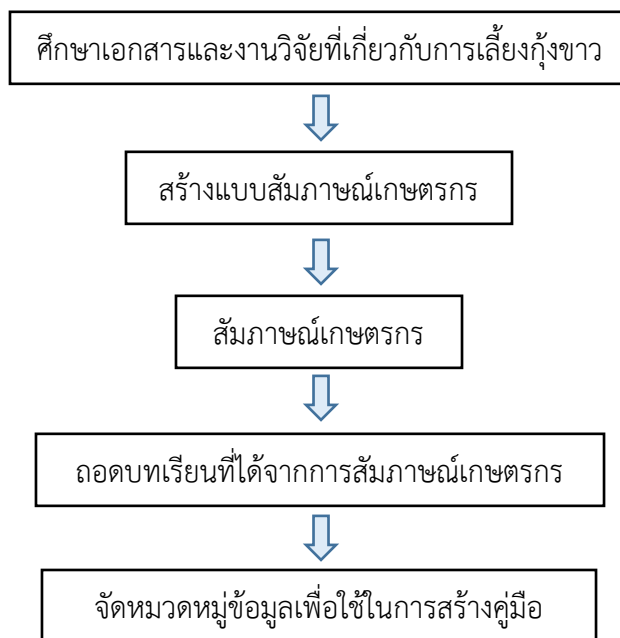 ศึกษาเอกสารและงานวิจัยที่เกี่ยวกับการเลี้ยงกุ้งขาว
สร้างแบบสัมภาษณ์เกษตรกร
สัมภาษณ์เกษตรกร
ถอดบทเรียนที่ได้จากการสัมภาษณ์เกษตรกร
จัดหมวดหมู่ข้อมูลเพื่อใช้ในการสร้างคู่มือ